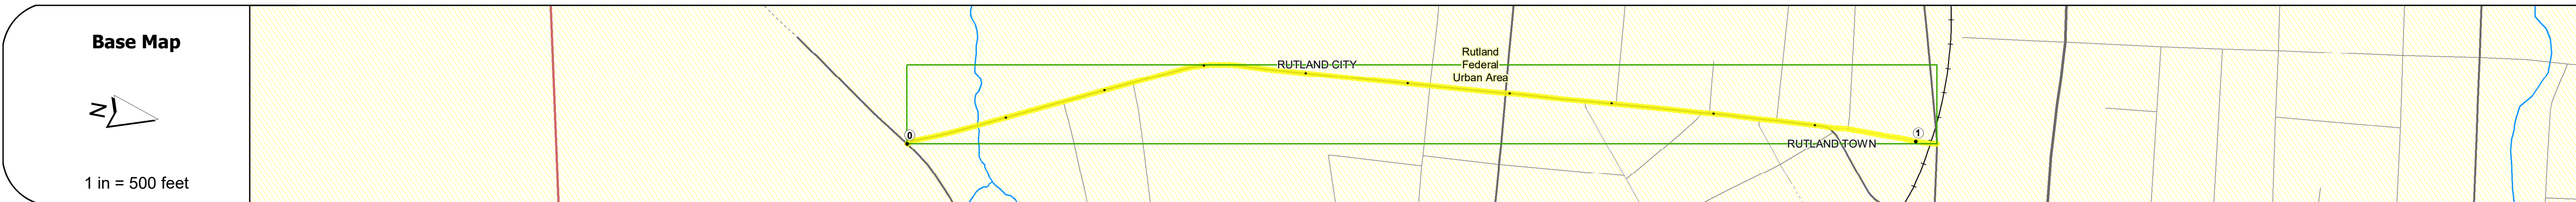 Base Map
N
1 in = 500 feet
0
RUTLAND CITY
Rutland
Federal
Urban Area
RUTLAND TOWN
1